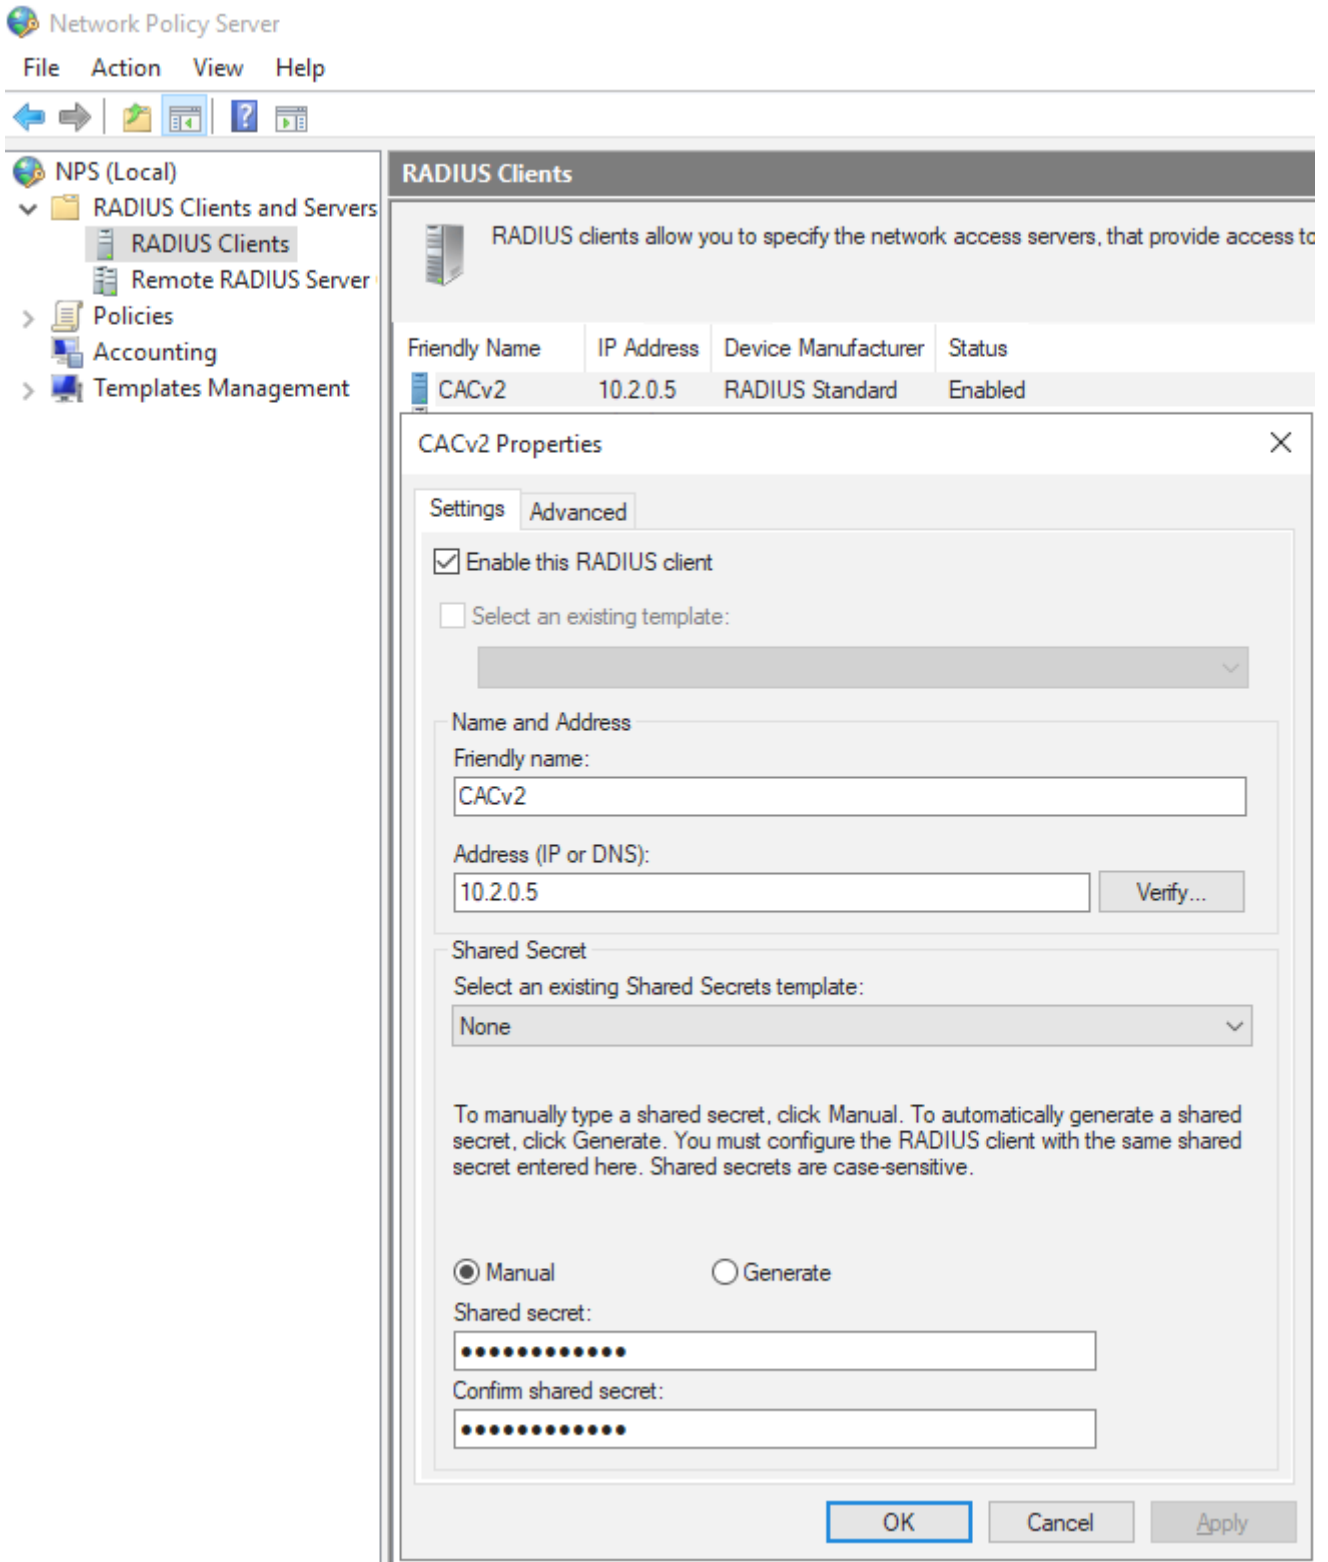 Network Policy Server
File Action View Help
NPS (Local)
RADIUS Clients and Servers
RADIUS Clients
Remote RADIUS Server
Policies
Accounting
Templates Management
RADIUS Clients
RADIUS clients allow you to specify the network access servers, that provide access to
Friendly Name IP Address Device Manufacturer Status
CACv2 10.2.0.5 RADIUS Standard Enabled
CACv2 Properties
Settings Advanced
Enable this RADIUS client
Select an existing template:
Name and Address
Friendly name:
CACv2
Address (IP or DNS):
10.2.0.5 Verify...
Shared Secret
Select an existing Shared Secrets template:
None
To manually type a shared secret, click Manual. To automatically generate a shared
secret, click Generate. You must configure the RADIUS client with the same shared
secret entered here. Shared secrets are case-sensitive.
Manual Generate
Shared secret:
●●●●●●●●●●●●
Confirm shared secret:
●●●●●●●●●●●●
OK Cancel Apply